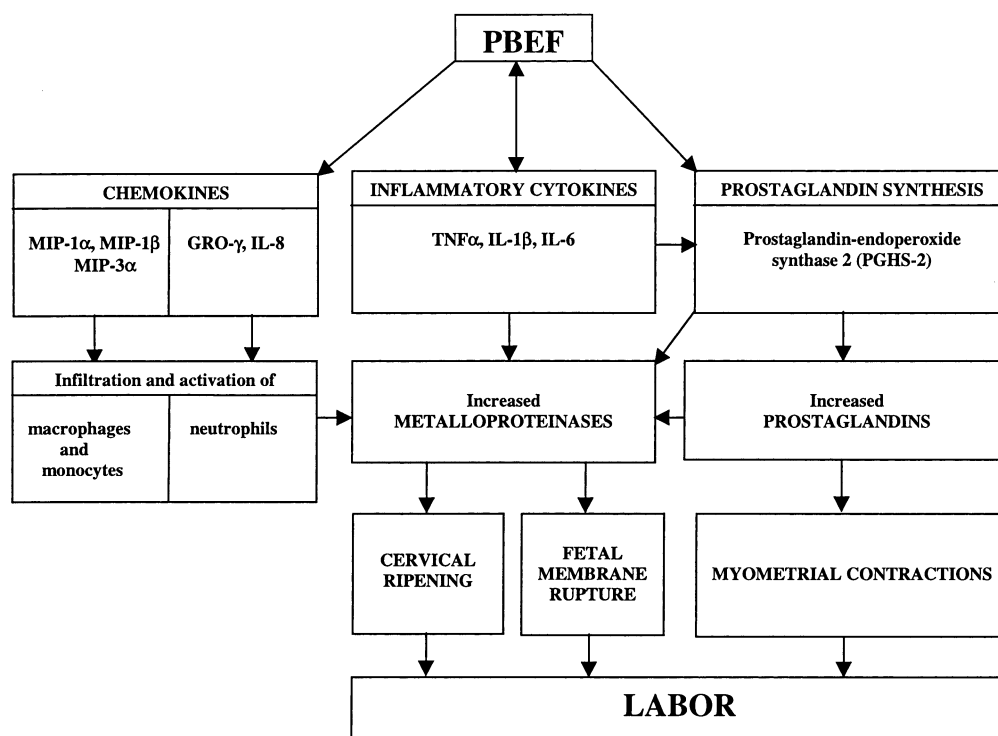 PBEF
CHEMOKINES
MIP-1α, MIP-1β
MIP-3α
GRO-γ, IL-8
INFLAMMATORY CYTOKINES
TNFα, IL-1β, IL-6
PROSTAGLANDIN SYNTHESIS
Prostaglandin-endoperoxide
synthase 2 (PGHS-2)
Infiltration and activation of
macrophages
and
monocytes
neutrophils
Increased
METALLOPROTEINASES
Increased
PROSTAGLANDINS
CERVICAL
RIPENING
FETAL
MEMBRANE
RUPTURE
MYOMETRIAL CONTRACTIONS
LABOR